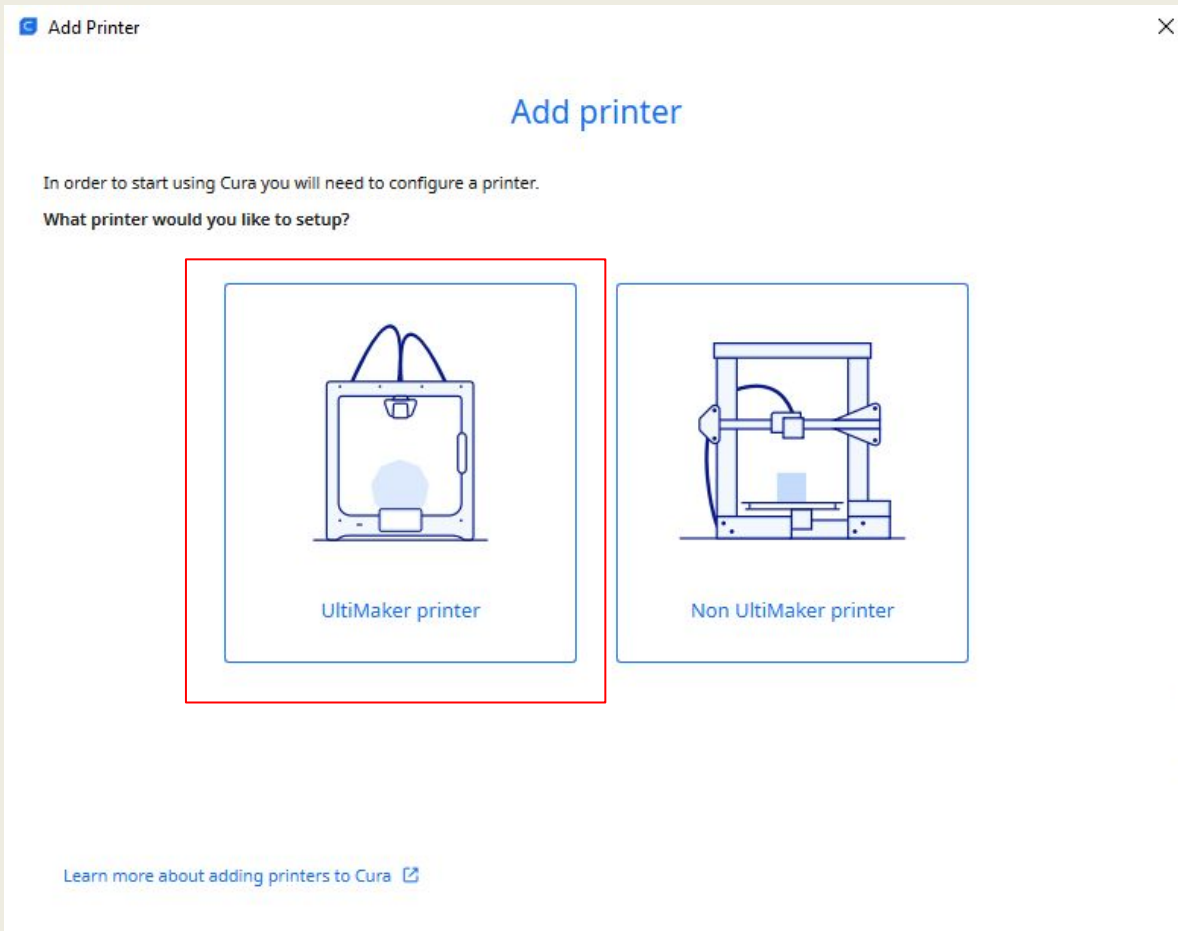 Add Printer
Add printer
In order to start using Cura you will need to configure a printer.
What printer would you like to setup?
UltiMaker printer
Non UltiMaker printer
Learn more about adding printers to Cura